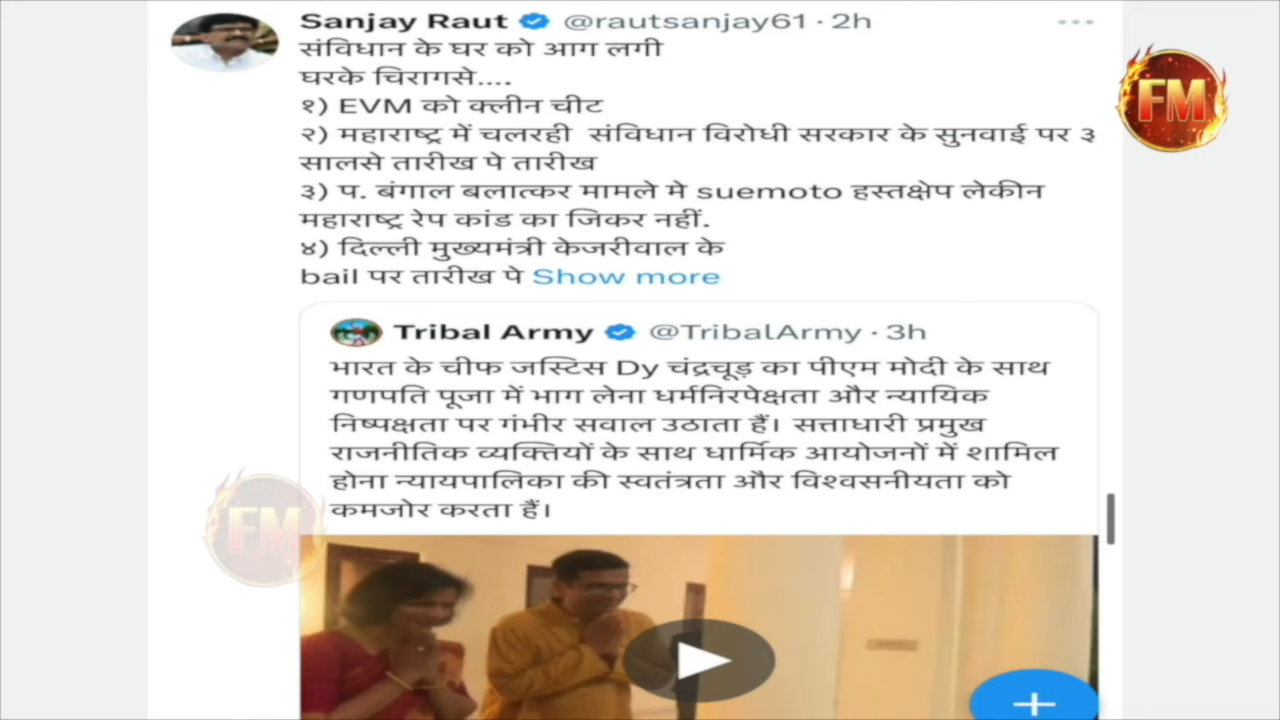 Sanjay Raut @rautsanjay61 · 2h
संविधान के घर को आग लगी
घरके चिरागसे....
१) EVM को क्लीन चीट
२) महाराष्ट्र में चलरही संविधान विरोधी सरकार के सुनवाई पर ३
सालसे तारीख पे तारीख
३) प. बंगाल बलात्कर मामले मे suemoto हस्तक्षेप लेकीन
महाराष्ट्र रेप कांड का जिकर नहीं.
४) दिल्ली मुख्यमंत्री केजरीवाल के
bail पर तारीख पे Show more
Tribal Army @TribalArmy · 3h
भारत के चीफ जस्टिस Dy चंद्रचूड़ का पीएम मोदी के साथ
गणपति पूजा में भाग लेना धर्मनिरपेक्षता और न्यायिक
निष्पक्षता पर गंभीर सवाल उठाता हैं। सत्ताधारी प्रमुख
राजनीतिक व्यक्तियों के साथ धार्मिक आयोजनों में शामिल
होना न्यायपालिका की स्वतंत्रता और विश्वसनीयता को
कमजोर करता हैं।
FM
FM